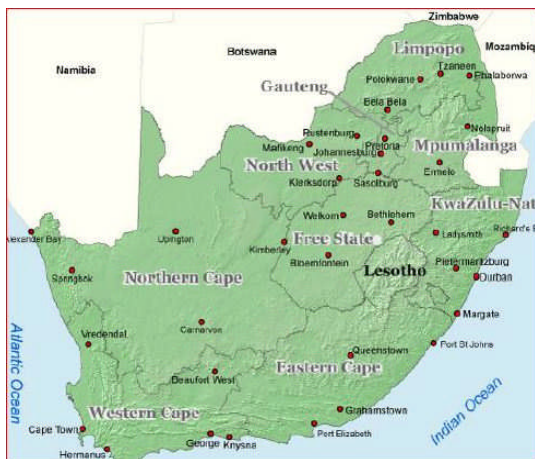 Zimbabwe
Limpopo
Botswana
Mozambiq
Namibia
Tzaneen
Polokwane
Phalaborwa
Gauteng
Bela Bela
Nelspruit
Rustenburg
Mafikeng
Pretoria
Mpumalanga
Johannesburg
North West
Ermelo
Sasolburg
Klerksdorp
KwaZulu-Nat
Welkom
Bethlehem
Alexander Bay
Upington
Ladysmith
Richard's B
Kimberley
Free State
Bloemfontein
Lesotho
Springbok
Northern Cape
Pietermaritzburg
Durban
Margate
Atlantic Ocean
Vredendal
Carnarvon
Queenstown
Port St Johns
Eastern Cape
Beaufort West
Western Cape
Grahamstown
Indian Ocean
Cape Town
George
Knysna
Port Elizabeth
Hermanus